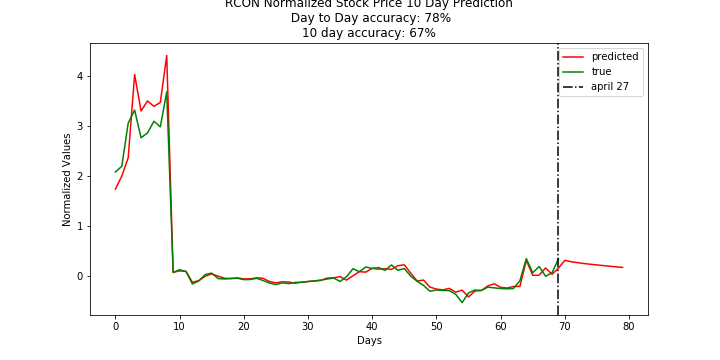 RCON Normalized Stock Price 10 Day Prediction
Day to Day accuracy: 78%
10 day accuracy: 67%
predicted
true
april 27
Normalized Values
4
3
2
1
0
0 10 20 30 40 50 60 70 80
Days